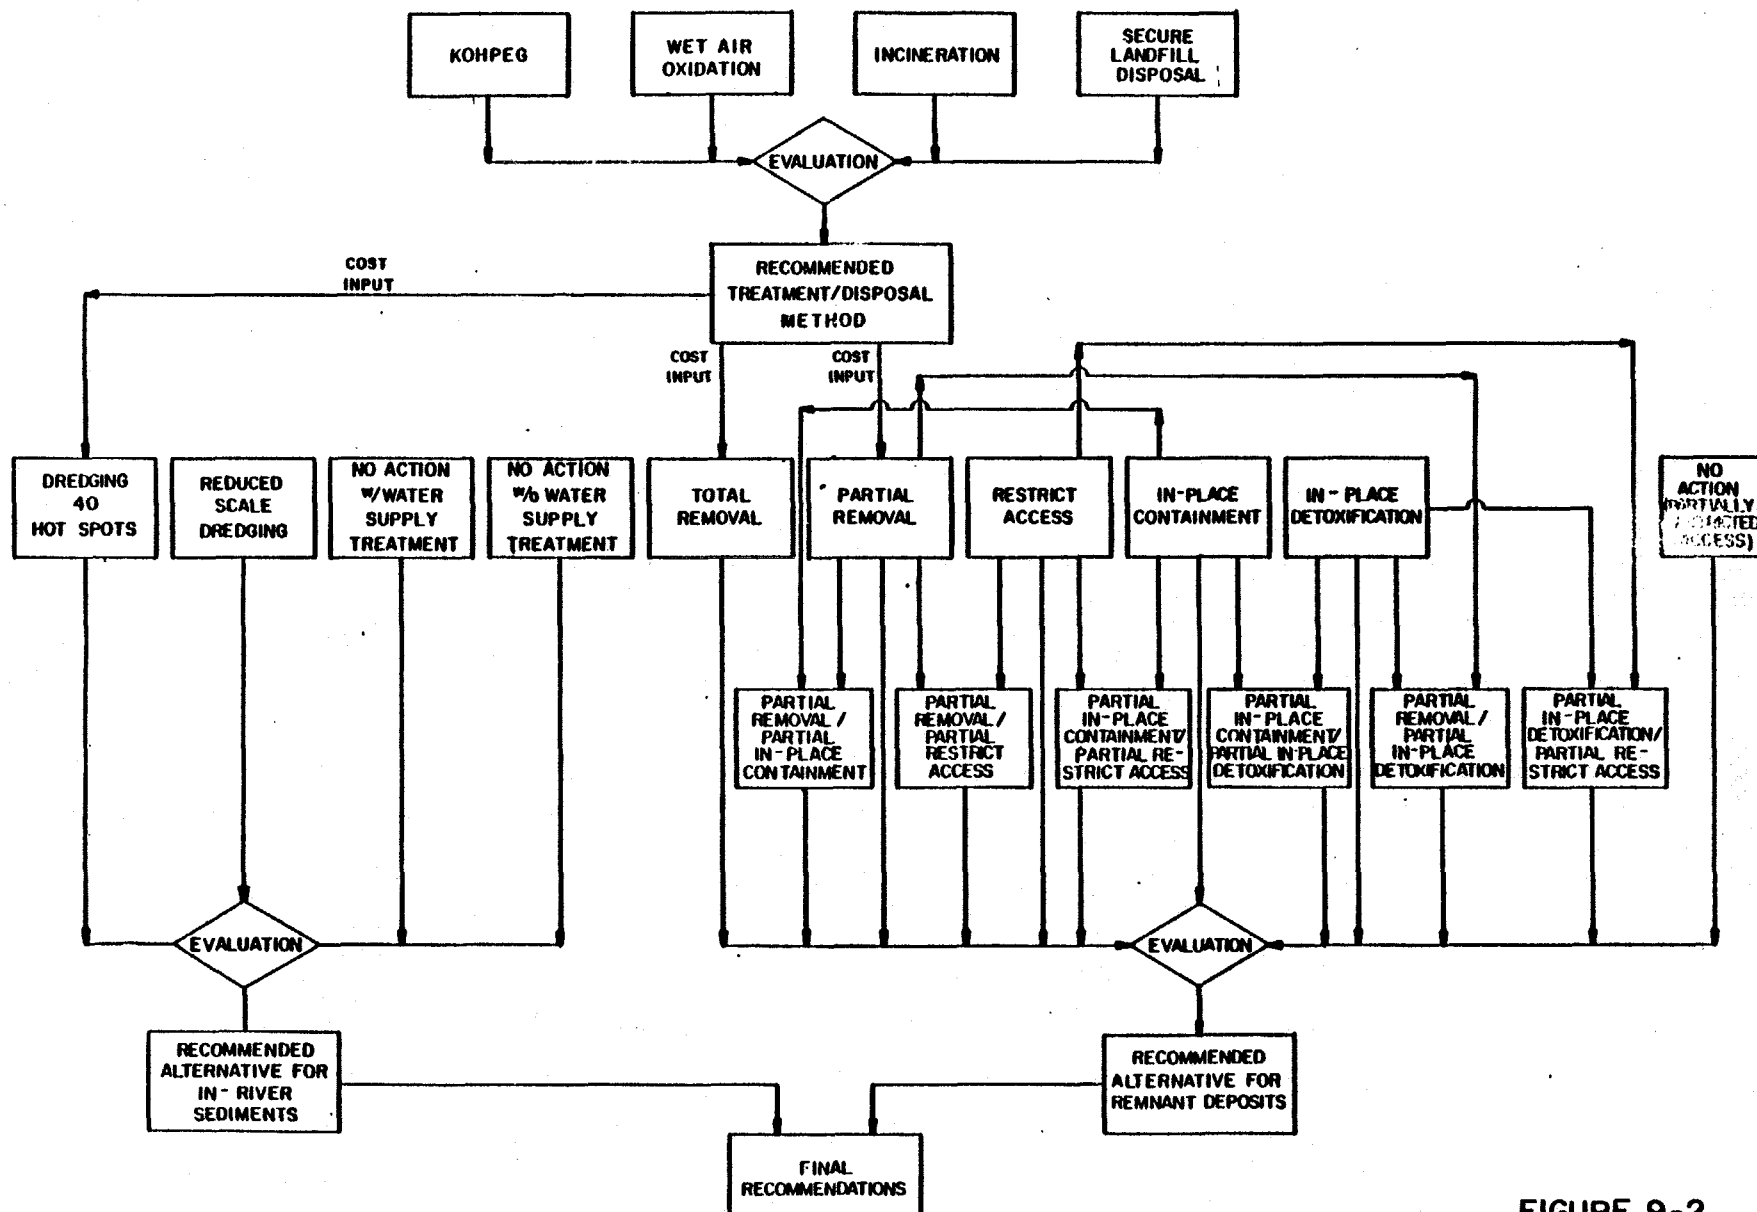 KOHPEG
WET AIR
OXIDATION
INCINERATION
SECURE
LANDFILL
DISPOSAL
EVALUATION
RECOMMENDED
TREATMENT/DISPOSAL
METHOD
COST
INPUT
COST
INPUT
COST
INPUT
DREDGING
40
HOT SPOTS
REDUCED
SCALE
DREDGING
NO ACTION
W/WATER
SUPPLY
TREATMENT
NO ACTION
W/O WATER
SUPPLY
TREATMENT
TOTAL
REMOVAL
PARTIAL
REMOVAL
RESTRICT
ACCESS
IN-PLACE
CONTAINMENT
IN-PLACE
DETOXIFICATION
NO
ACTION
(PARTIALLY
ACCESS)
PARTIAL
REMOVAL/
PARTIAL
IN-PLACE
CONTAINMENT
PARTIAL
REMOVAL/
PARTIAL
RESTRICT
ACCESS
PARTIAL
IN-PLACE
CONTAINMENT/
PARTIAL RE-
STRICT ACCESS
PARTIAL
IN-PLACE
CONTAINMENT/
PARTIAL IN-PLACE
DETOXIFICATION
PARTIAL
REMOVAL/
PARTIAL
IN-PLACE
DETOXIFICATION
PARTIAL
IN-PLACE
DETOXIFICATION/
PARTIAL RE-
STRICT ACCESS
EVALUATION
EVALUATION
RECOMMENDED
ALTERNATIVE FOR
IN-RIVER
SEDIMENTS
RECOMMENDED
ALTERNATIVE FOR
REMNANT DEPOSITS
FINAL
RECOMMENDATIONS
FIGURE 9-2